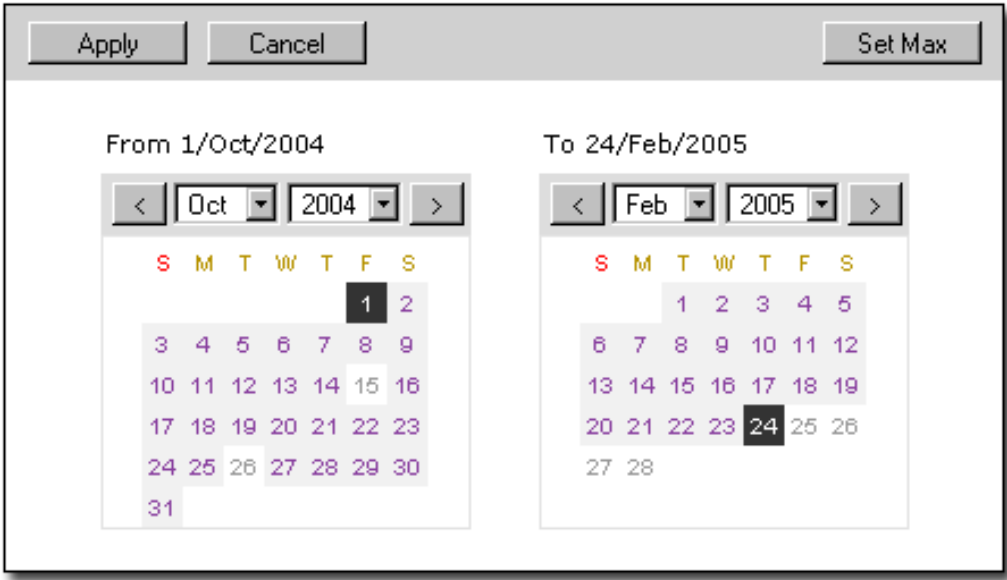 Apply Cancel Set Max
From 1/Oct/2004 To 24/Feb/2005
< Oct 2004 > < Feb 2005 >
S M T W T F S S M T W T F S
1 2 1 2 3 4 5
3 4 5 6 7 8 9 6 7 8 9 10 11 12
10 11 12 13 14 15 16 13 14 15 16 17 18 19
17 18 19 20 21 22 23 20 21 22 23 24 25 26
24 25 26 27 28 29 30 27 28
31